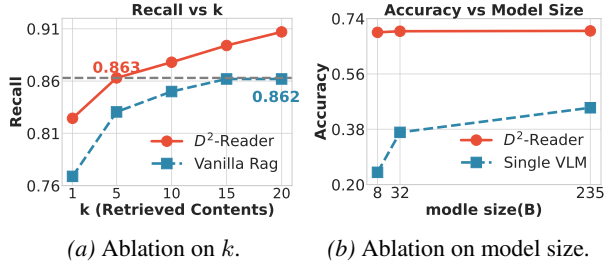 Recall vs k
Recall
0.91
0.86
0.81
0.76
0.863
0.862
D²-Reader
Vanilla Rag
1 5 10 15 20
k (Retrieved Contents)
(a) Ablation on k.
Accuracy vs Model Size
Accuracy
0.74
0.56
0.38
0.20
D²-Reader
Single VLM
8 32 235
modle size(B)
(b) Ablation on model size.